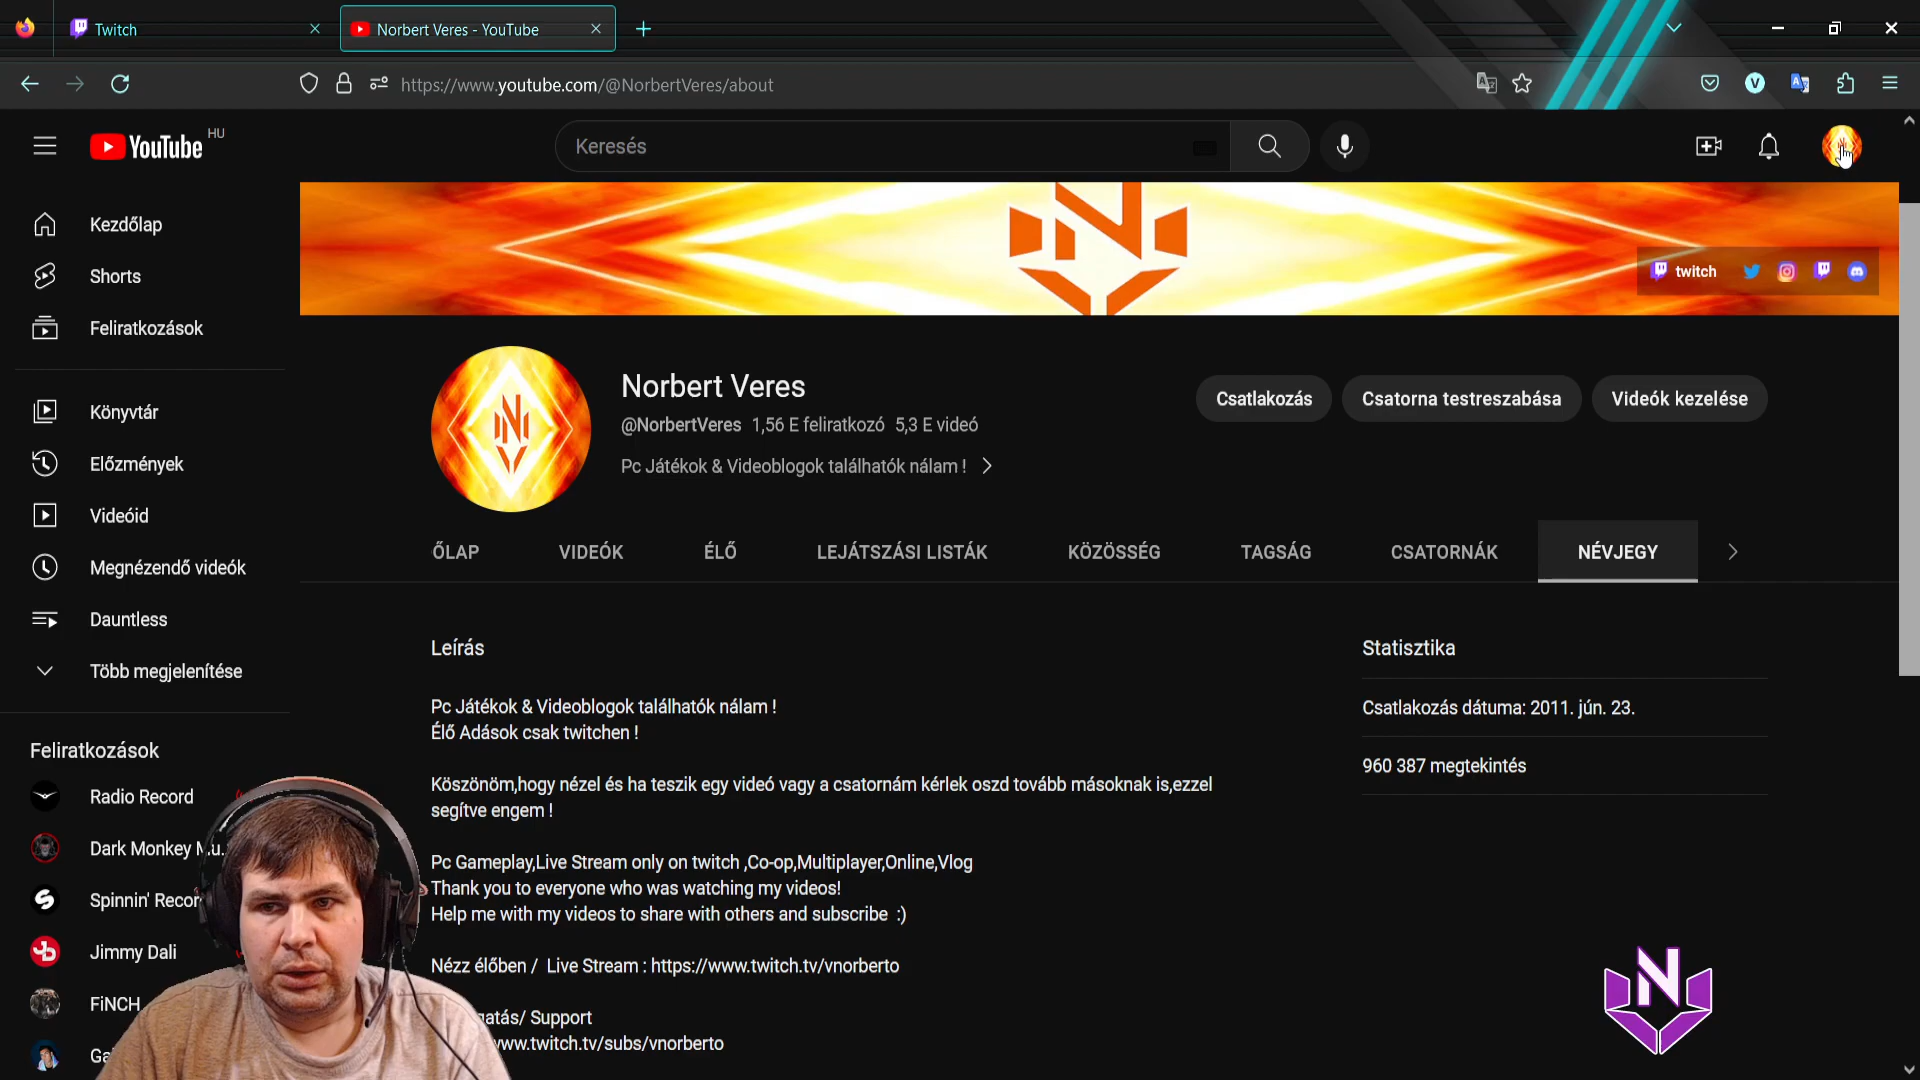 Twitch
Norbert Veres - YouTube
https://www.youtube.com/@NorbertVeres/about
V
YouTube HU
Keresés
Kezdőlap
Shorts
Feliratkozások
Könyvtár
Előzmények
Videóid
Megnézendő videók
Dauntless
Több megjelenítése
Feliratkozások
Radio Record
Dark Monkey Mu...
Spinnin' Recor
Jimmy Dali
FiNCH
twitch
Norbert Veres
@NorbertVeres 1,56 E feliratkozó 5,3 E videó
Pc Játékok & Videoblogok találhatók nálam !
Csatlakozás
Csatorna testreszabása
Videók kezelése
ŐLAP
VIDEÓK
ÉLŐ
LEJÁTSZÁSI LISTÁK
KÖZÖSSÉG
TAGSÁG
CSATORNÁK
NÉVJEGY
Leírás
Pc Játékok & Videoblogok találhatók nálam !
Élő Adások csak twitchen !
Köszönöm,hogy nézel és ha teszik egy videó vagy a csatornám kérlek oszd tovább másoknak is,ezzel
segítve engem !
Pc Gameplay,Live Stream only on twitch ,Co-op,Multiplayer,Online,Vlog
Thank you to everyone who was watching my videos!
Help me with my videos to share with others and subscribe :)
Nézz élőben / Live Stream : https://www.twitch.tv/vnorberto
gatás/ Support
www.twitch.tv/subs/vnorberto
Statisztika
Csatlakozás dátuma: 2011. jún. 23.
960 387 megtekintés